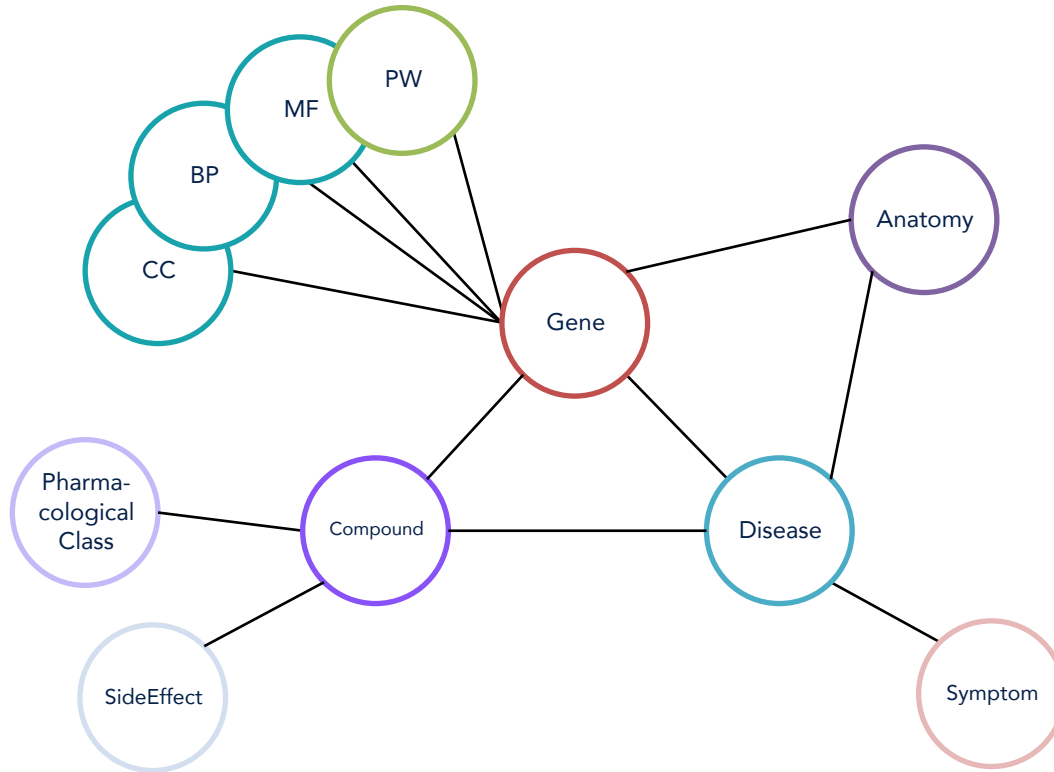 PW
MF
BP
CC
Anatomy
Gene
Pharma-
cological
Class
Compound
Disease
SideEffect
Symptom